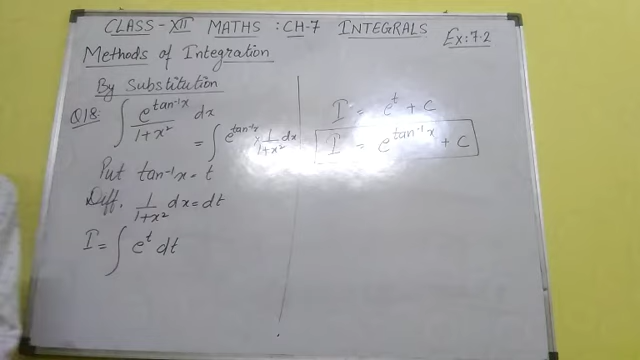 CLASS-XII MATHS : CH-7 INTEGRALS Ex: 7.2
Methods of Integration
By Substitution
Q18: ∫ e^(tan⁻¹x) / (1+x²) dx
= ∫ e^(tan⁻¹x) × 1/(1+x²) dx
Put tan⁻¹x = t
Diff. 1/(1+x²) dx = dt
I = ∫ e^t dt
I = e^t + C
I = e^(tan⁻¹x) + C